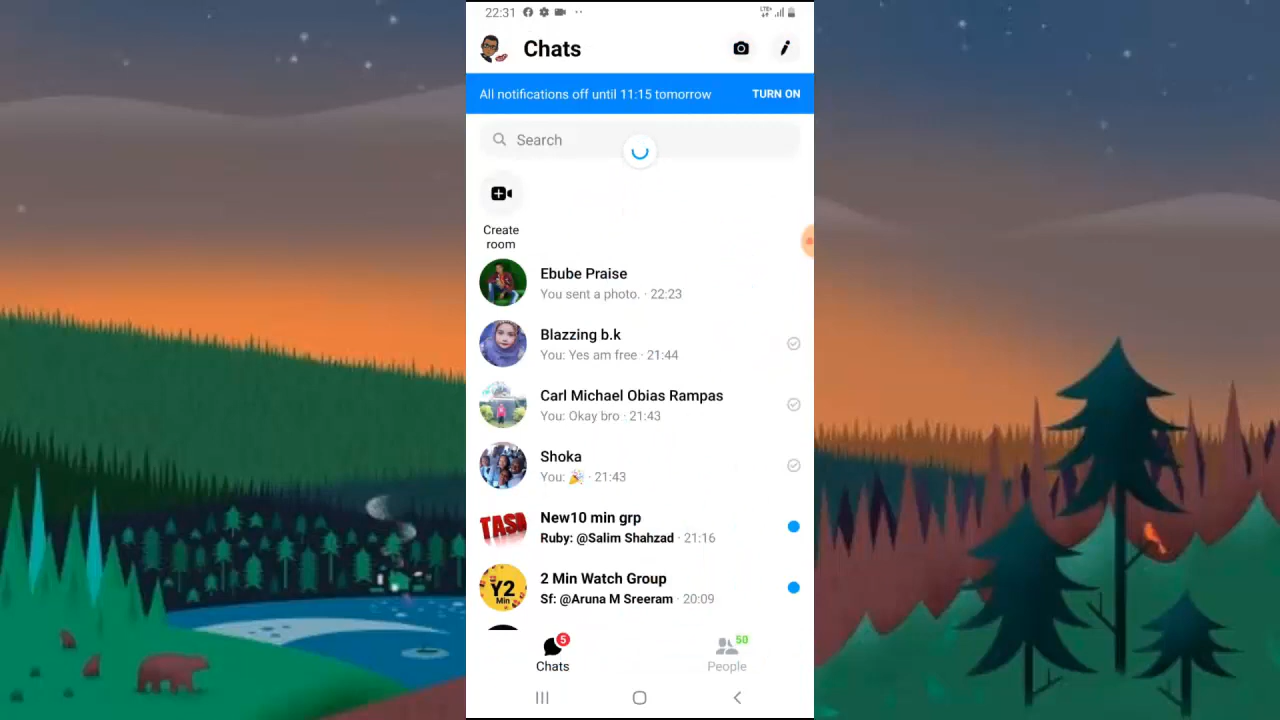 22:31
Chats
All notifications off until 11:15 tomorrow TURN ON
Search
Create
room
Ebube Praise
You sent a photo. · 22:23
Blazzing b.k
You: Yes am free · 21:44
Carl Michael Obias Rampas
You: Okay bro · 21:43
Shoka
You: 🎉 · 21:43
New10 min grp
Ruby: @Salim Shahzad · 21:16
2 Min Watch Group
Sf: @Aruna M Sreeram · 20:09
Y2
Min
5
Chats
50
People